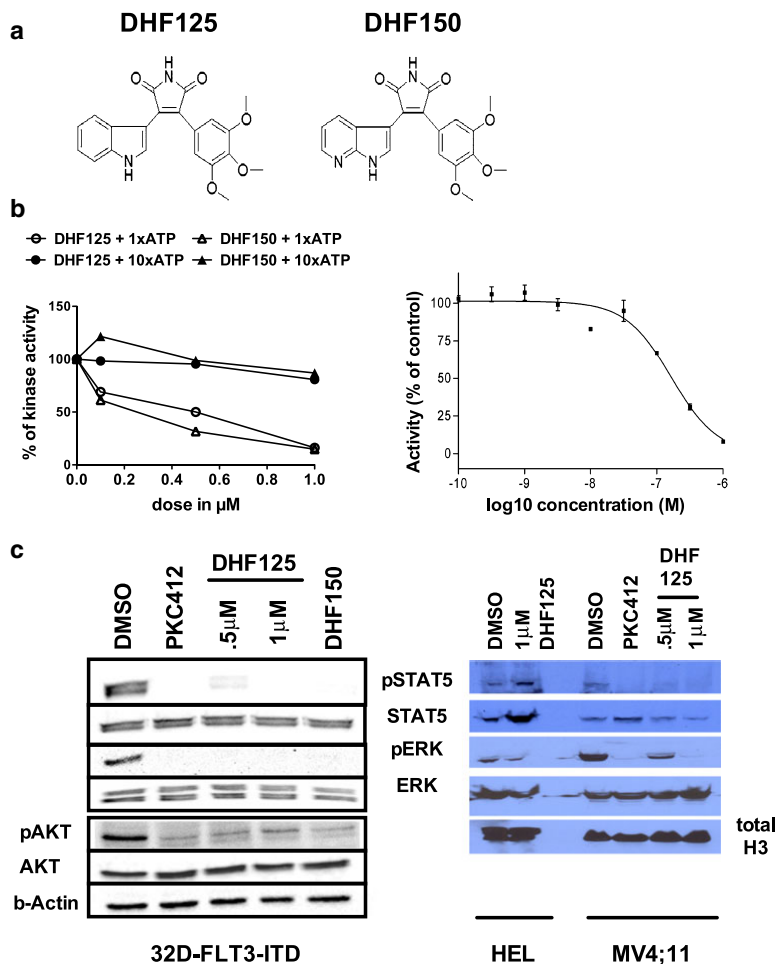 a
DHF125
DHF150
H
N
O
O
N
H
O
O
O
H
N
O
O
N
N
H
O
O
O
b
DHF125 + 1xATP
DHF150 + 1xATP
DHF125 + 10xATP
DHF150 + 10xATP
% of kinase activity
150
100
50
0
0.0
0.2
0.4
0.6
0.8
1.0
dose in µM
Activity (% of control)
100
75
50
25
0
-10
-9
-8
-7
-6
log10 concentration (M)
c
DMSO
PKC412
DHF125
.5µM
1µM
DHF150
DMSO
1µM
DHF125
DMSO
PKC412
DHF
125
.5µM
1µM
pSTAT5
STAT5
pERK
ERK
pAKT
AKT
b-Actin
total
H3
32D-FLT3-ITD
HEL
MV4;11